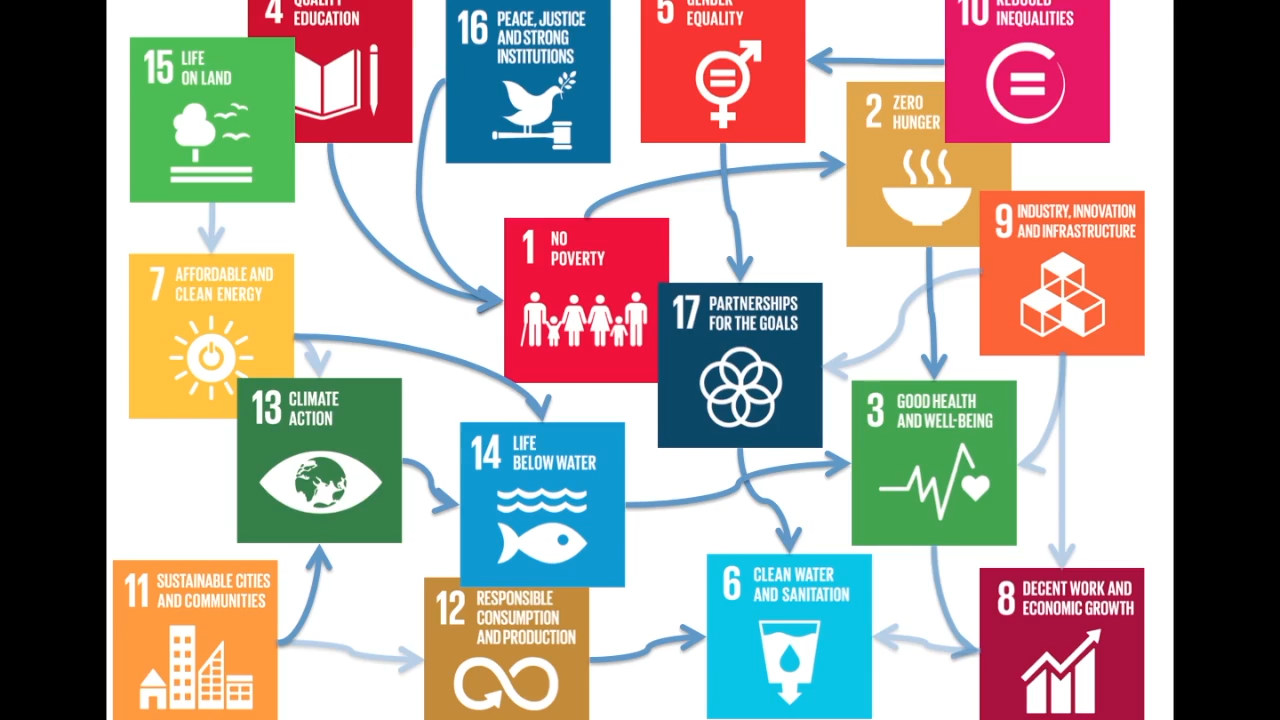 4 QUALITY
EDUCATION
16 PEACE, JUSTICE
AND STRONG
INSTITUTIONS
5 GENDER
EQUALITY
10 REDUCED
INEQUALITIES
15 LIFE
ON LAND
2 ZERO
HUNGER
9 INDUSTRY, INNOVATION
AND INFRASTRUCTURE
1 NO
POVERTY
7 AFFORDABLE AND
CLEAN ENERGY
17 PARTNERSHIPS
FOR THE GOALS
13 CLIMATE
ACTION
3 GOOD HEALTH
AND WELL-BEING
14 LIFE
BELOW WATER
11 SUSTAINABLE CITIES
AND COMMUNITIES
12 RESPONSIBLE
CONSUMPTION
AND PRODUCTION
6 CLEAN WATER
AND SANITATION
8 DECENT WORK AND
ECONOMIC GROWTH